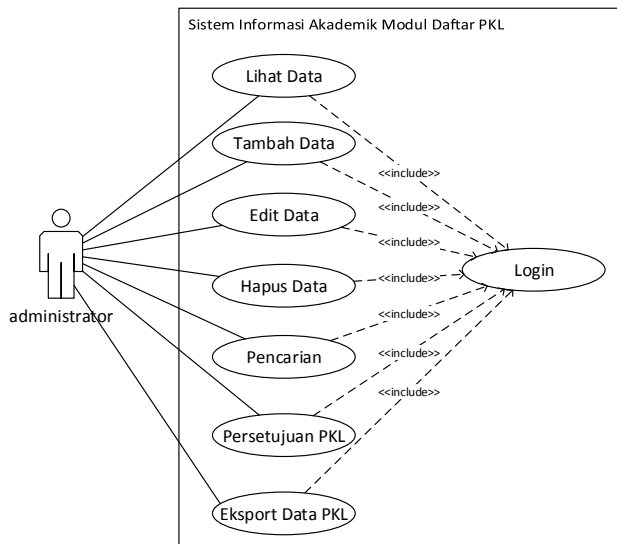 Sistem Informasi Akademik Modul Daftar PKL
Lihat Data
Tambah Data
<<include>>
<<include>>
Edit Data
<<include>>
administrator
Hapus Data
<<include>>
Login
Pencarian
<<include>>
<<include>>
<<include>>
Persetujuan PKL
Eksport Data PKL